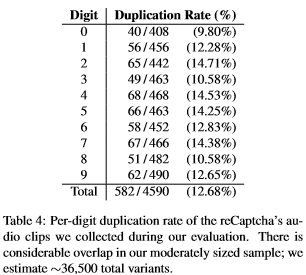 Digit Duplication Rate (%)
0 40/408 (9.80%)
1 56/456 (12.28%)
2 65/442 (14.71%)
3 49/463 (10.58%)
4 68/468 (14.53%)
5 66/463 (14.25%)
6 58/452 (12.83%)
7 67/466 (14.38%)
8 51/482 (10.58%)
9 62/490 (12.65%)
Total 582/4590 (12.68%)
Table 4: Per-digit duplication rate of the reCaptcha's au-
dio clips we collected during our evaluation. There is
considerable overlap in our moderately sized sample; we
estimate ~36,500 total variants.